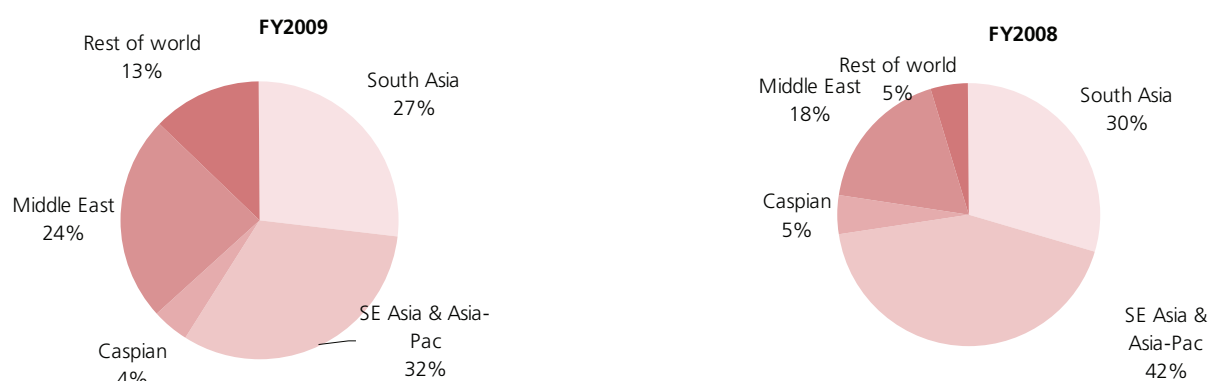 FY2009
Rest of world
13%
South Asia
27%
Middle East
24%
SE Asia & Asia-
Pac
32%
Caspian
4%
FY2008
Rest of world
5%
Middle East
18%
South Asia
30%
Caspian
5%
SE Asia &
Asia-Pac
42%